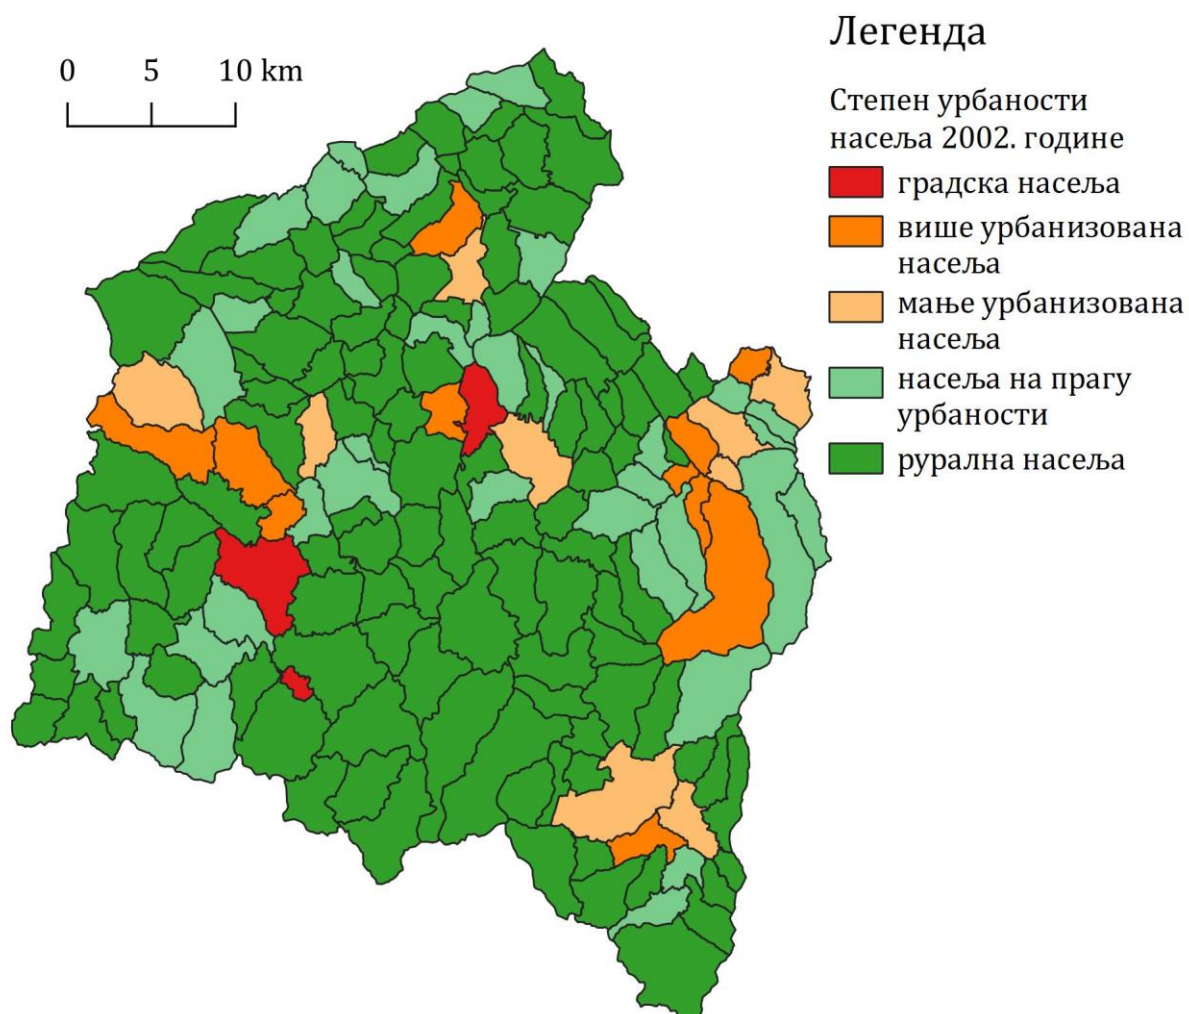 Легенда
0 5 10 km
Степен урбаности
насеља 2002. године
градска насеља
више урбанизована
насеља
мање урбанизована
насеља
насеља на прагу
урбаности
рурална насеља